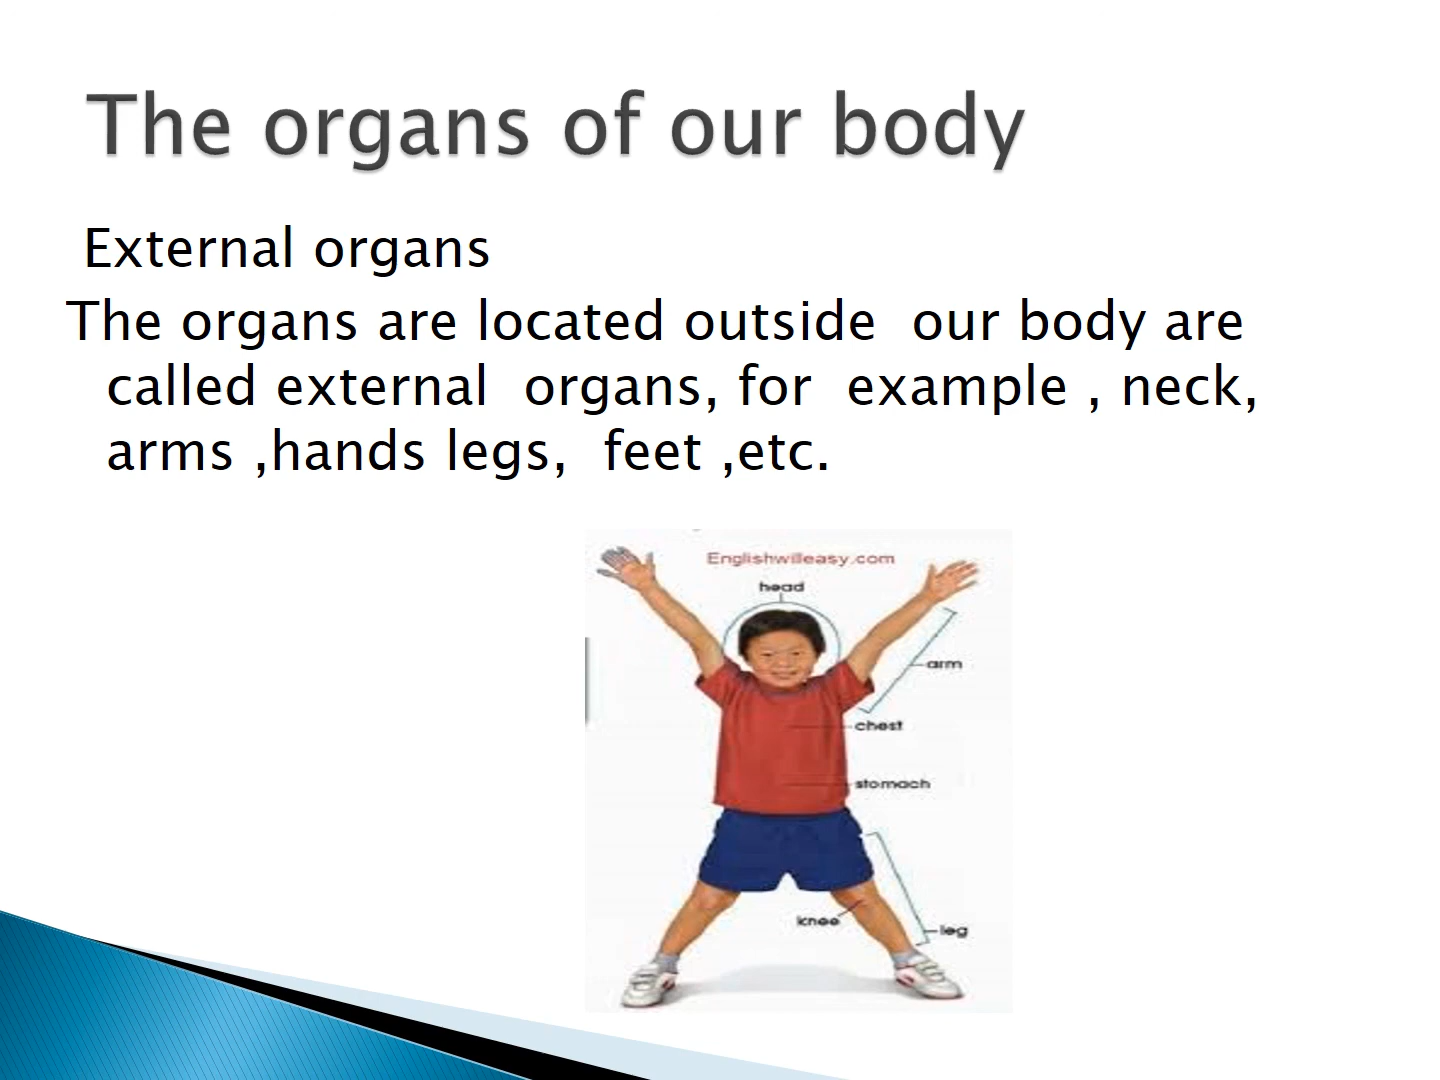 The organs of our body
External organs
The organs are located outside  our body are
called external  organs, for  example , neck,
arms ,hands legs,  feet ,etc.
Englishwilleasy.com
head
arm
chest
stomach
knee
leg